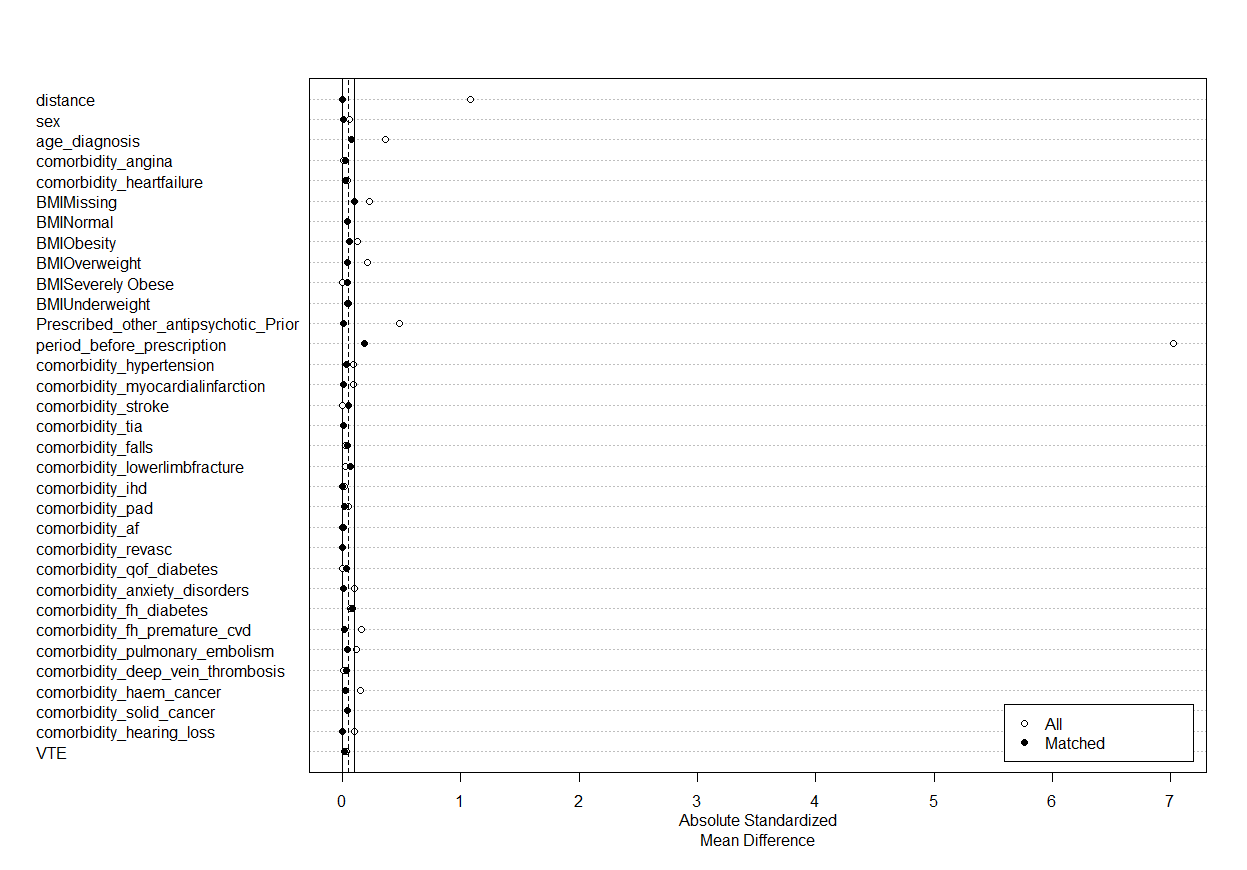 distance
sex
age_diagnosis
comorbidity_angina
comorbidity_heartfailure
BMIMissing
BMINormal
BMIObesity
BMIOverweight
BMISeverely Obese
BMIUnderweight
Prescribed_other_antipsychotic_Prior
period_before_prescription
comorbidity_hypertension
comorbidity_myocardialinfarction
comorbidity_stroke
comorbidity_tia
comorbidity_falls
comorbidity_lowerlimbfracture
comorbidity_ihd
comorbidity_pad
comorbidity_af
comorbidity_revasc
comorbidity_qof_diabetes
comorbidity_anxiety_disorders
comorbidity_fh_diabetes
comorbidity_fh_premature_cvd
comorbidity_pulmonary_embolism
comorbidity_deep_vein_thrombosis
comorbidity_haem_cancer
comorbidity_solid_cancer
comorbidity_hearing_loss
VTE
All
Matched
0 1 2 3 4 5 6 7
Absolute Standardized
Mean Difference